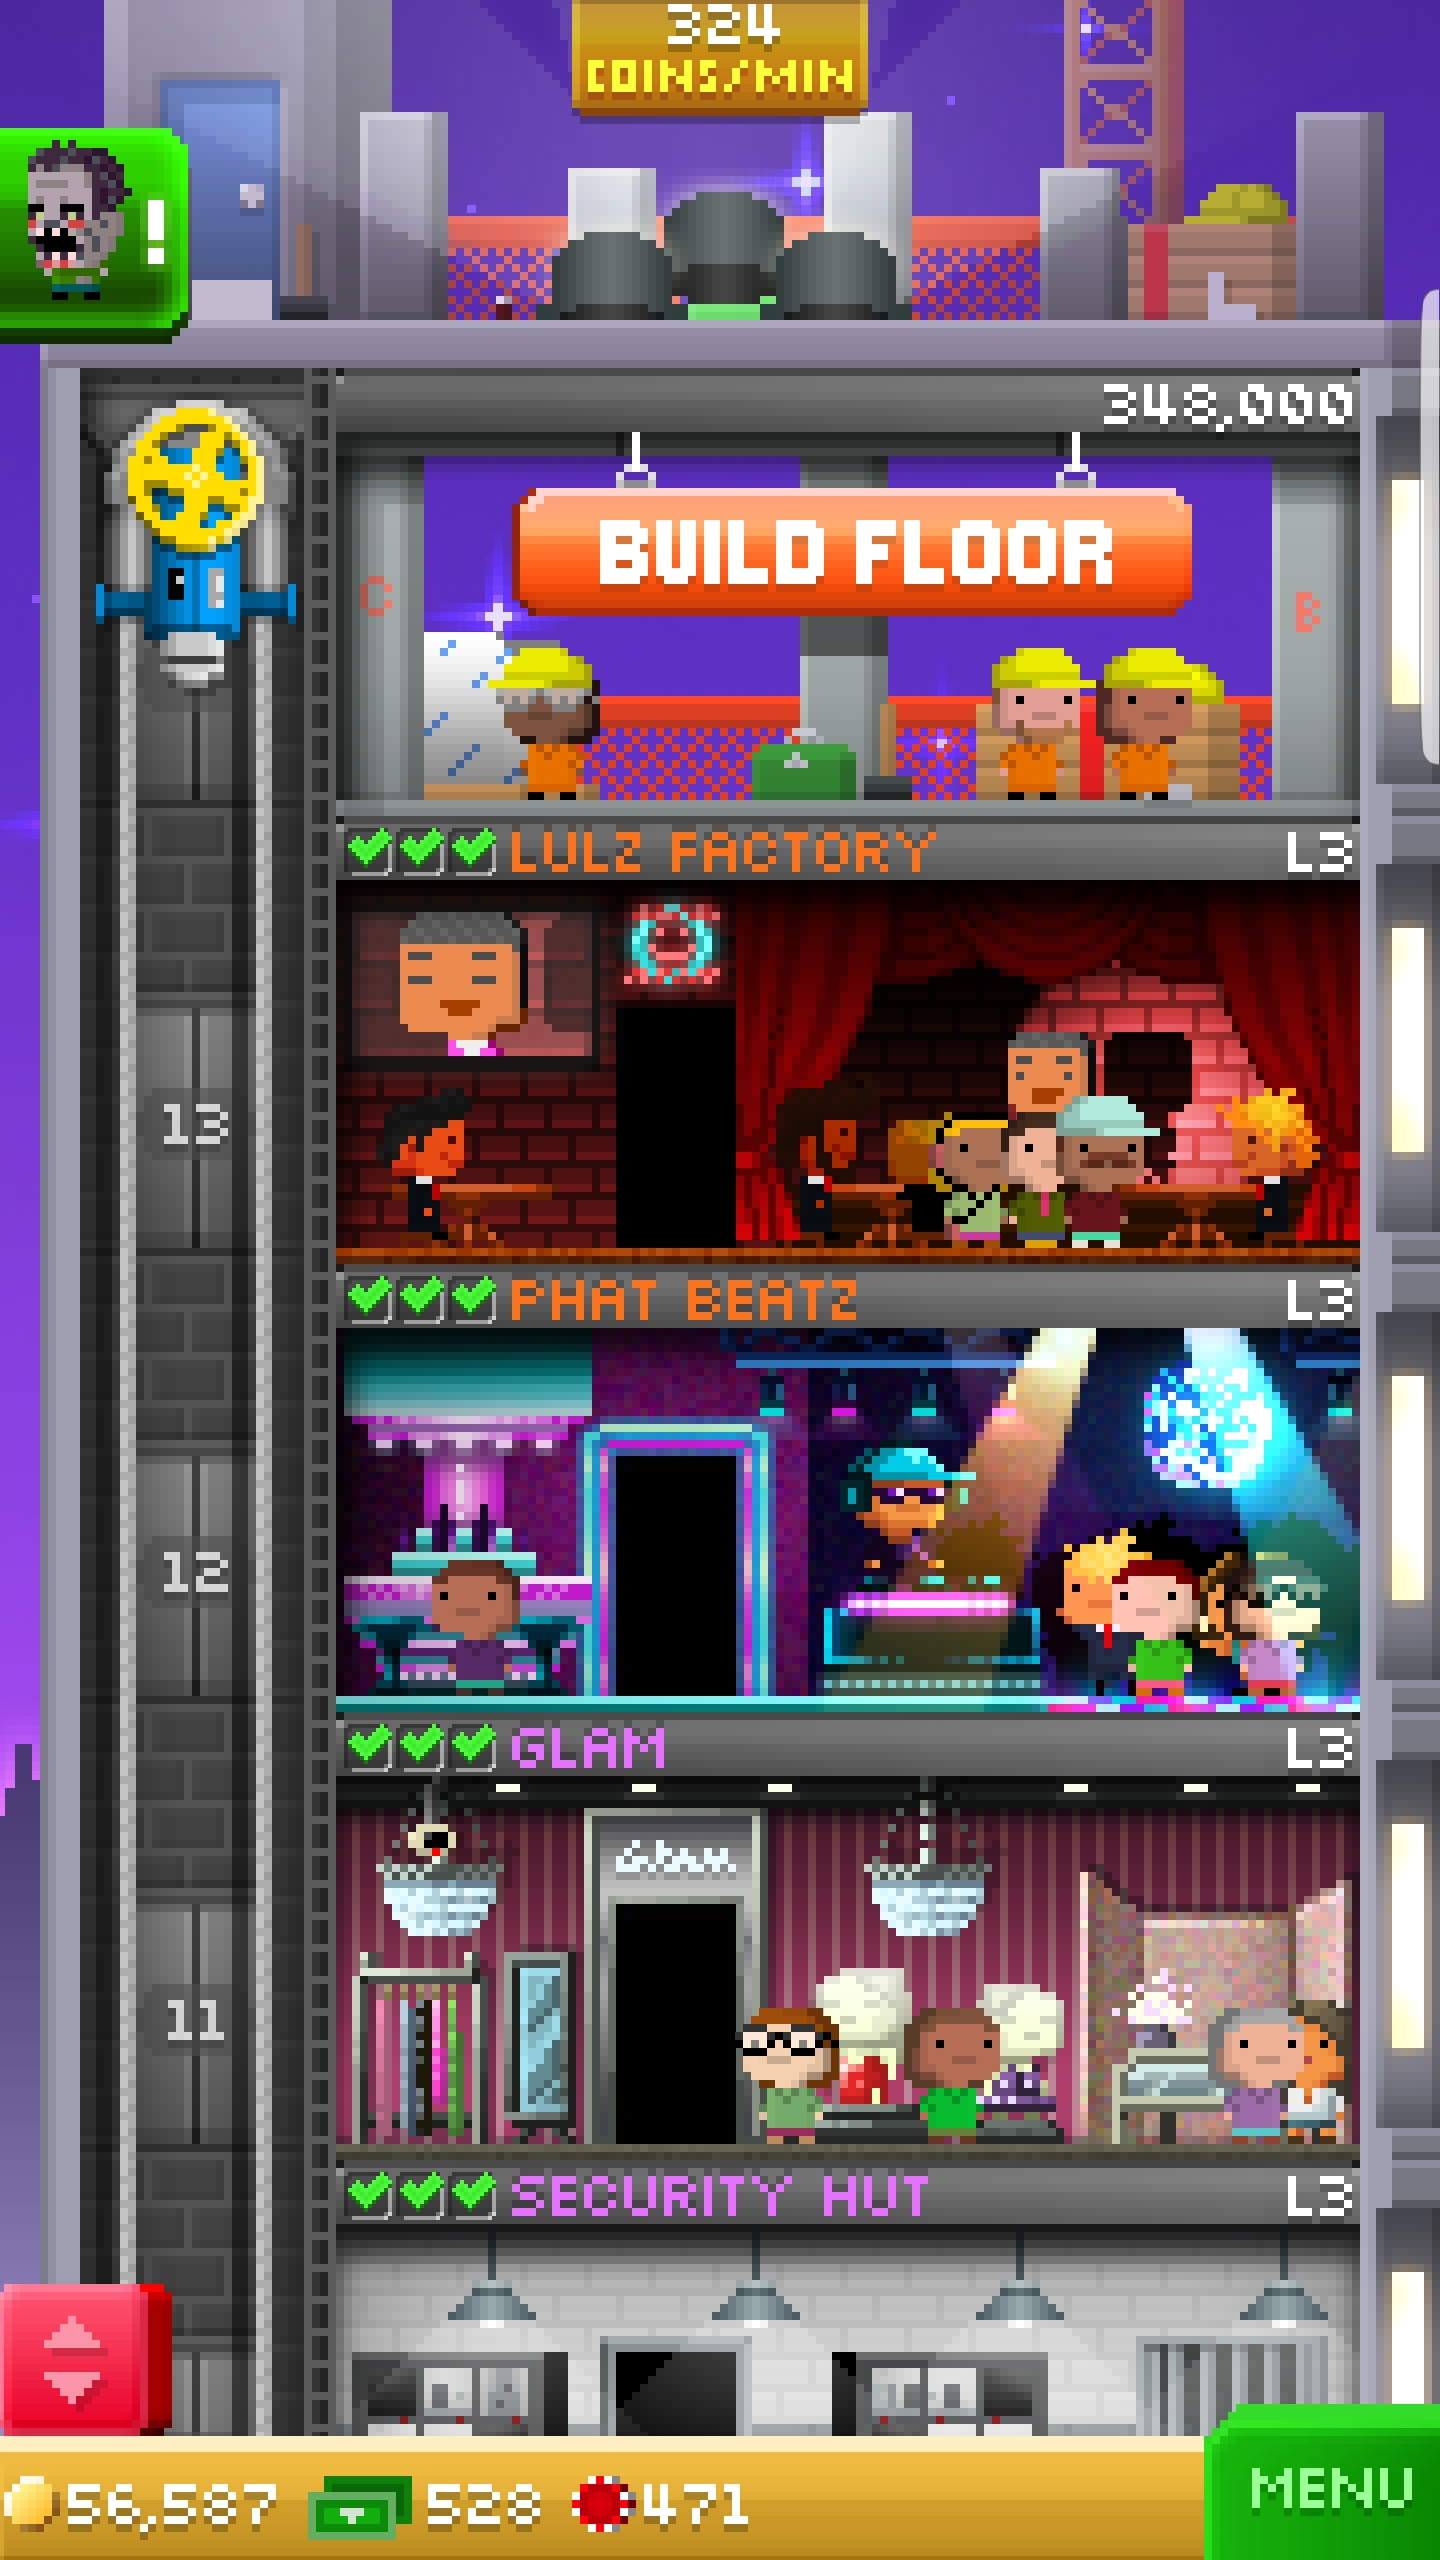 324
COINS/MIN
!
348,000
BUILD FLOOR
C
B
LULZ FACTORY L3
13
PHAT BEATZ L3
12
GLAM L3
Glam
11
SECURITY HUT L3
56,587 528 471
MENU